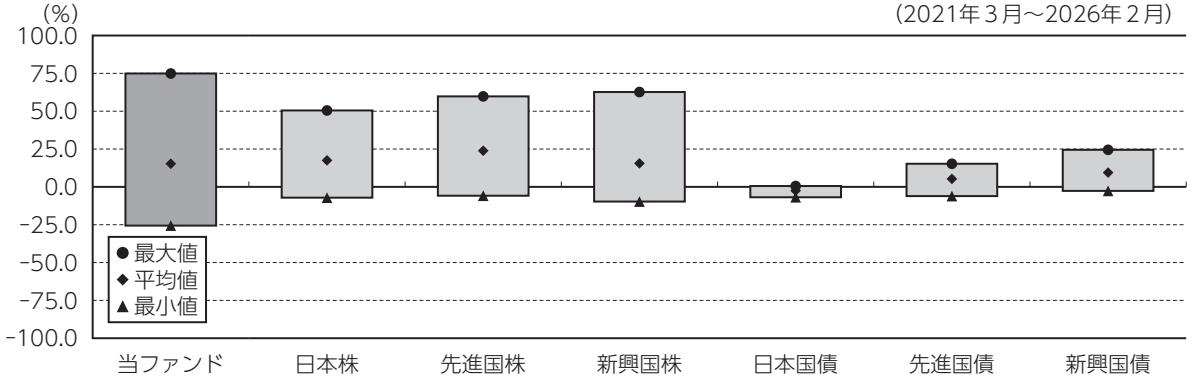 (%)
(2021年3月~2026年2月)
100.0
75.0
50.0
25.0
0.0
-25.0
-50.0
-75.0
-100.0
最大値
平均値
最小値
当ファンド 日本株 先進国株 新興国株 日本国債 先進国債 新興国債